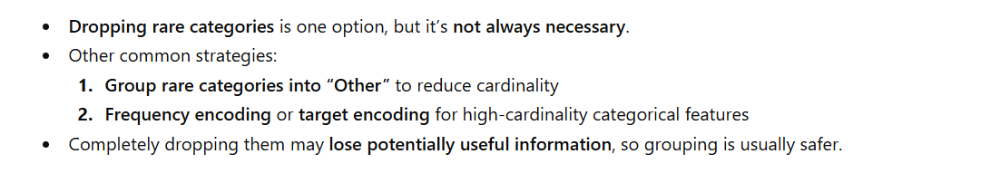 • Dropping rare categories is one option, but it's not always necessary.
• Other common strategies:
1. Group rare categories into “Other” to reduce cardinality
2. Frequency encoding or target encoding for high-cardinality categorical features
• Completely dropping them may lose potentially useful information, so grouping is usually safer.